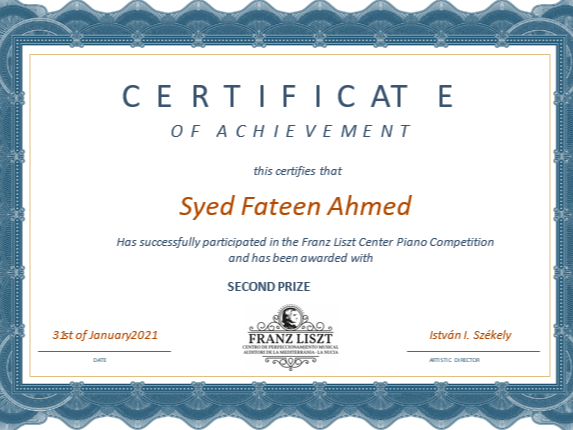 CERTIFICATE
OF ACHIEVEMENT
this certifies that
Syed Fateen Ahmed
Has successfully participated in the Franz Liszt Center Piano Competition
and has been awarded with
SECOND PRIZE
FRANZ LISZT
CENTRO DE PERFECCIONAMIENTO MUSICAL
AUDITORI DE LA MEDITERRÀNIA - LA NUCIA
31st of January2021
István I. Székely
DATE
ARTISTIC DIRECTOR